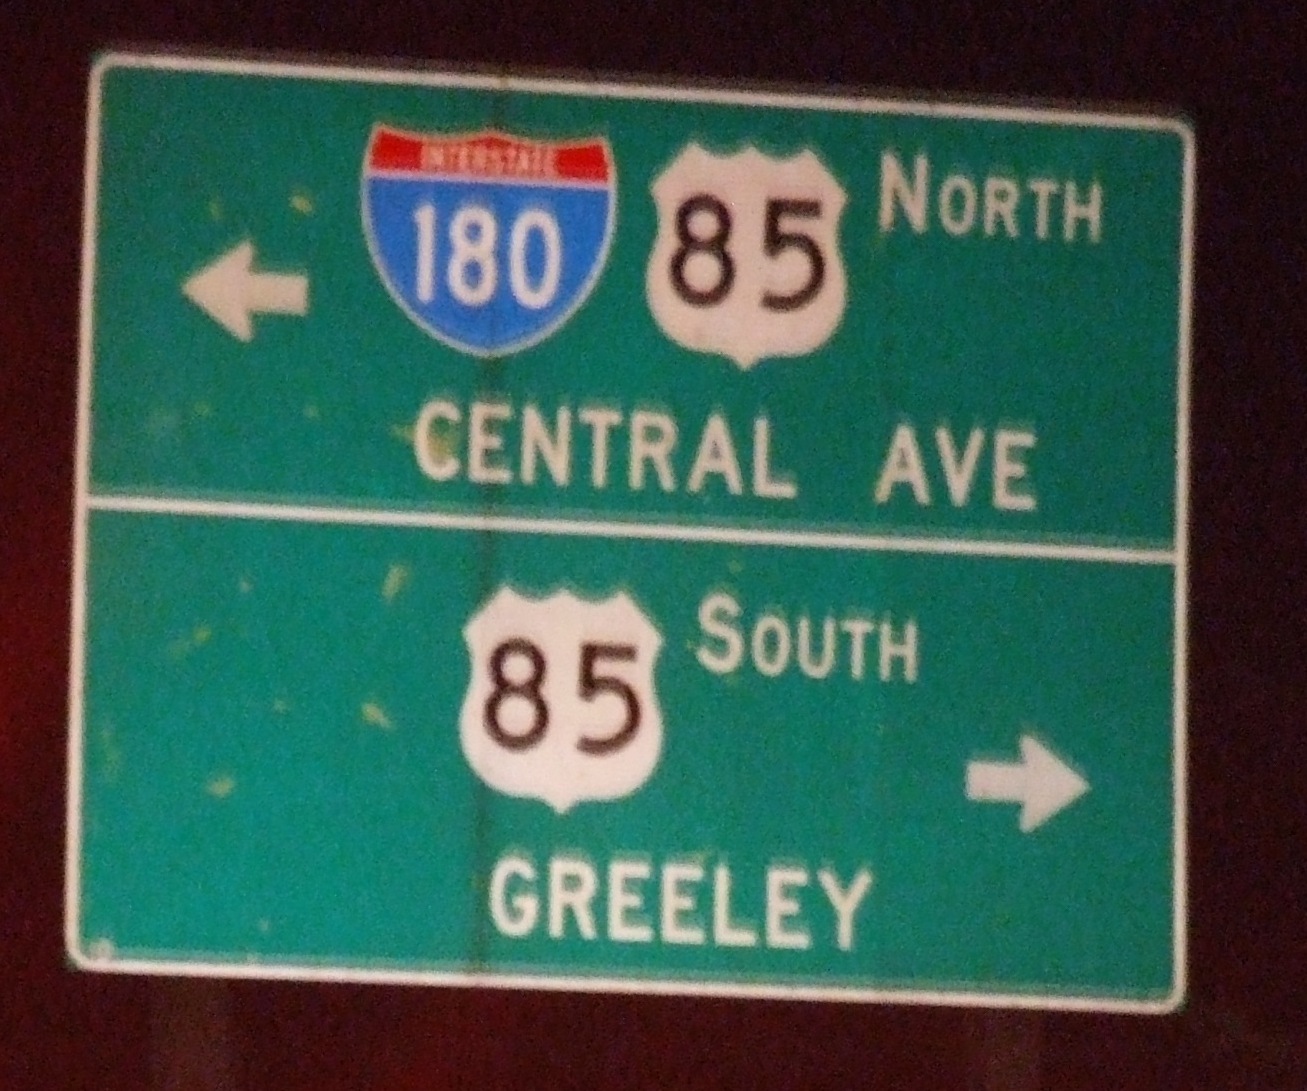 INTERSTATE
180 85 NORTH
CENTRAL AVE
85 SOUTH
GREELEY